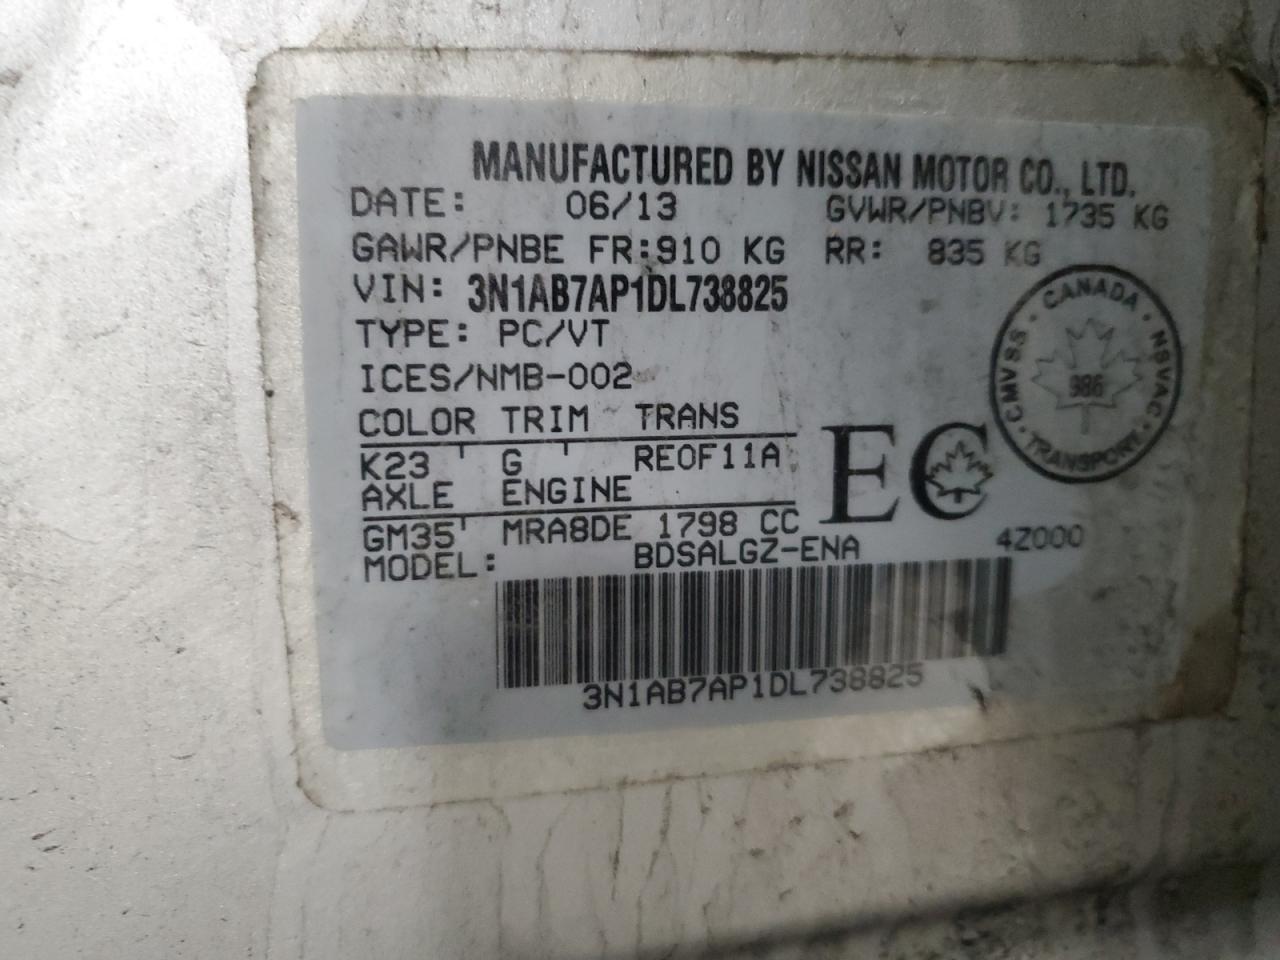 MANUFACTURED BY NISSAN MOTOR CO., LTD.
DATE: 06/13 GVWR/PNBV: 1735 KG
GAWR/PNBE FR:910 KG RR: 835 KG
VIN: 3N1AB7AP1DL738825
TYPE: PC/VT
ICES/NMB-002
COLOR TRIM TRANS
K23 G RE0F11A
AXLE ENGINE
GM35 MRA8DE 1798 CC
MODEL: BDSALGZ-ENA 4Z000
EC
CANADA · NSVAC · TRANSPORT · CMVSS ·
986
3N1AB7AP1DL738825